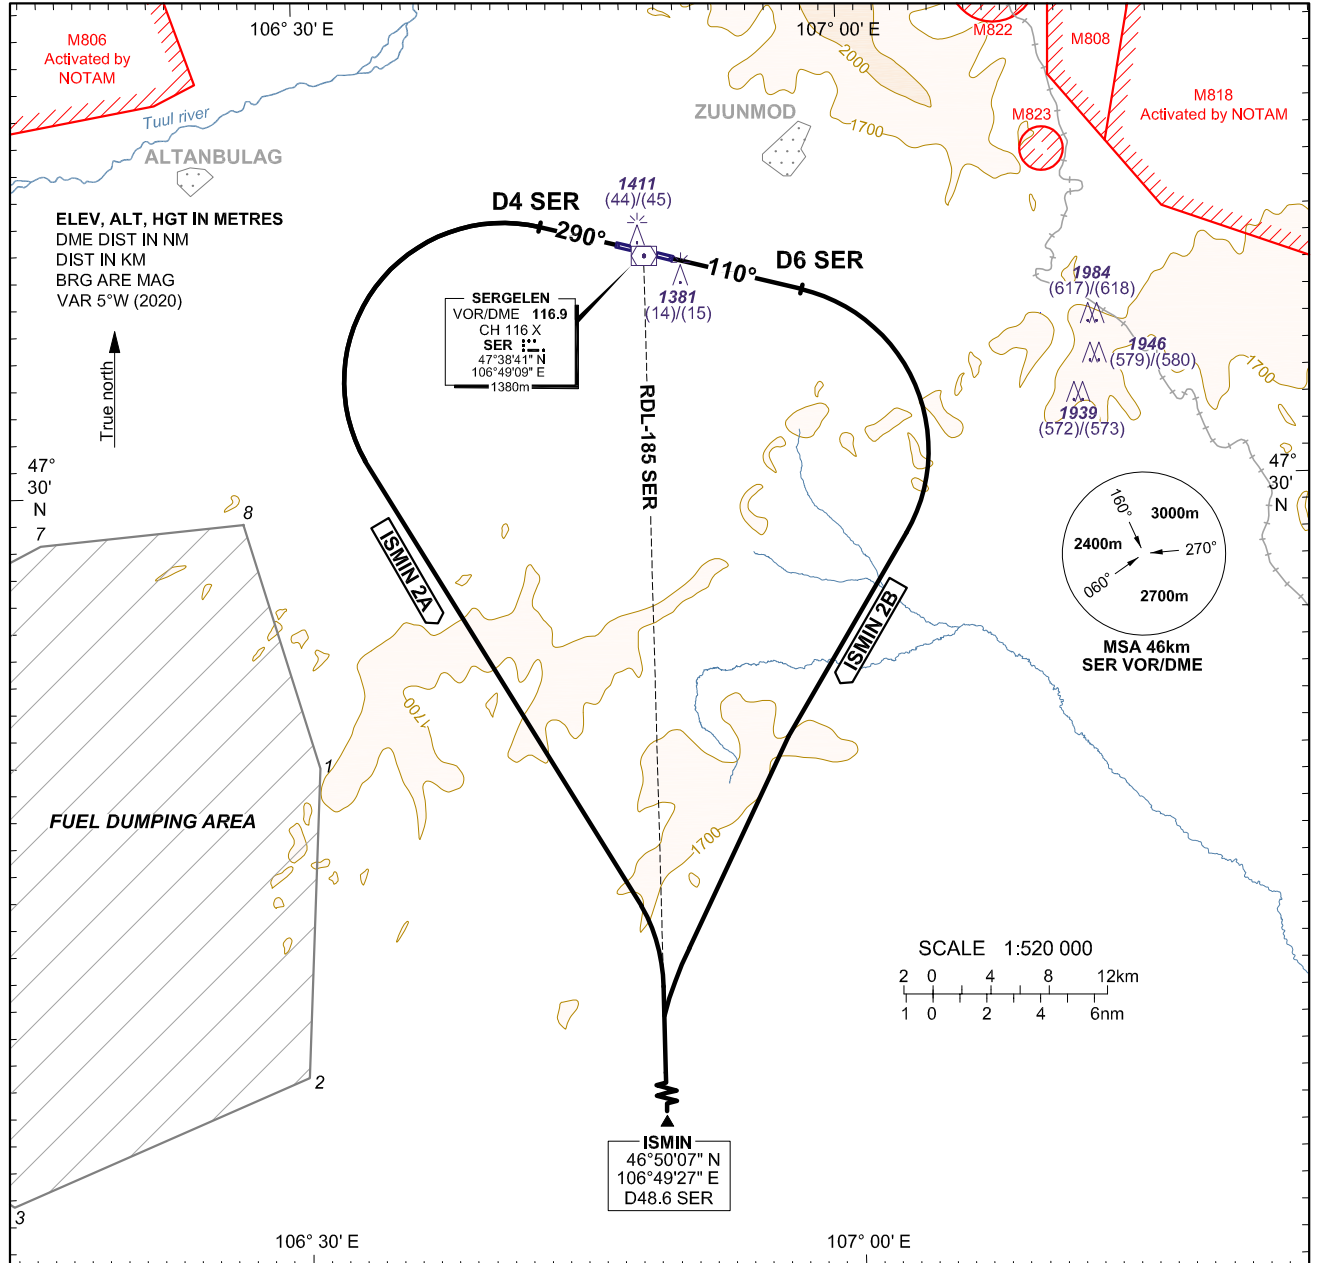 106° 30' E
107° 00' E
M806
Activated by
NOTAM
M822
M808
M818
Activated by NOTAM
M823
2000
1700
Tuul river
ZUUNMOD
ALTANBULAG
1411
(44)/(45)
D4 SER
290°
110°
D6 SER
1381
(14)/(15)
ELEV, ALT, HGT IN METRES
DME DIST IN NM
DIST IN KM
BRG ARE MAG
VAR 5°W (2020)
True north
SERGELEN
VOR/DME 116.9
CH 116 X
SER
47°38'41" N
106°49'09" E
1380m
1984
(617)/(618)
1946
(579)/(580)
1939
(572)/(573)
1700
RDL-185 SER
47°
30'
N
47°
30'
N
7
8
160°
3000m
2400m
270°
060°
2700m
MSA 46km
SER VOR/DME
ISMIN 2A
ISMIN 2B
1700
1
FUEL DUMPING AREA
1700
SCALE 1:520 000
2 0 4 8 12km
1 0 2 4 6nm
2
3
ISMIN
46°50'07" N
106°49'27" E
D48.6 SER
106° 30' E
107° 00' E